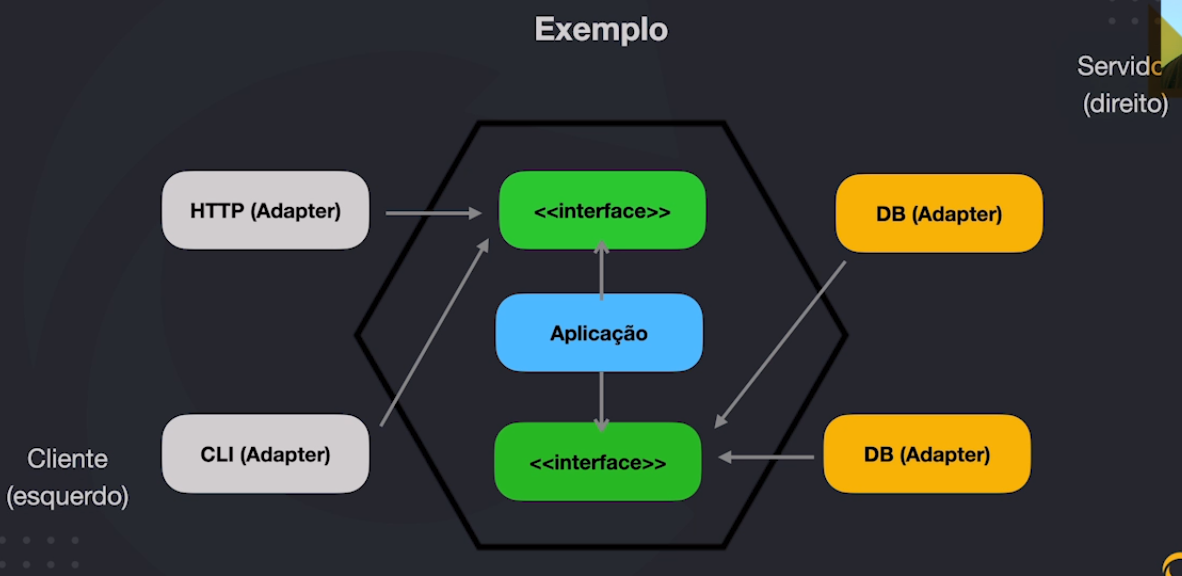 Exemplo
Servido
(direito)
HTTP (Adapter)
<<interface>>
DB (Adapter)
Aplicação
CLI (Adapter)
<<interface>>
DB (Adapter)
Cliente
(esquerdo)